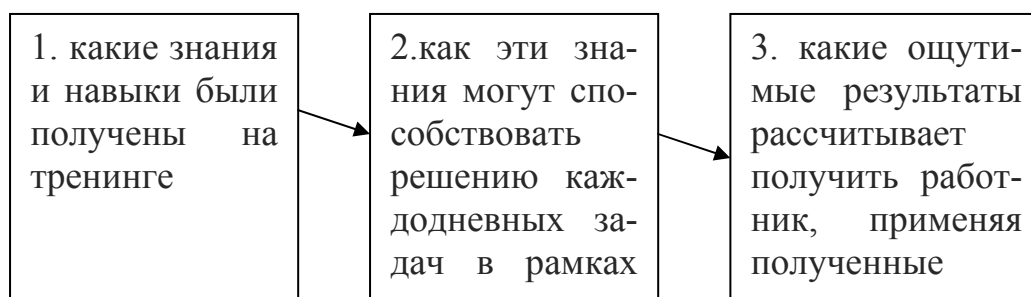 1. какие знания
и навыки были
получены на
тренинге
2.как эти зна-
ния могут спо-
собствовать
решению каж-
додневных за-
дач в рамках
3. какие ощути-
мые результаты
рассчитывает
получить работ-
ник, применяя
полученные